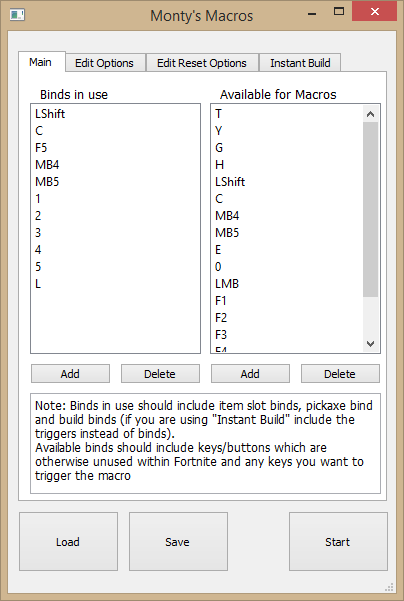 Monty's Macros
Main
Edit Options
Edit Reset Options
Instant Build
Binds in use
Available for Macros
LShift
C
F5
MB4
MB5
1
2
3
4
5
L
T
Y
G
H
LShift
C
MB4
MB5
E
0
LMB
F1
F2
F3
F4
Add
Delete
Add
Delete
Note: Binds in use should include item slot binds, pickaxe bind
and build binds (if you are using "Instant Build" include the
triggers instead of binds).
Available binds should include keys/buttons which are
otherwise unused within Fortnite and any keys you want to
trigger the macro
Load
Save
Start